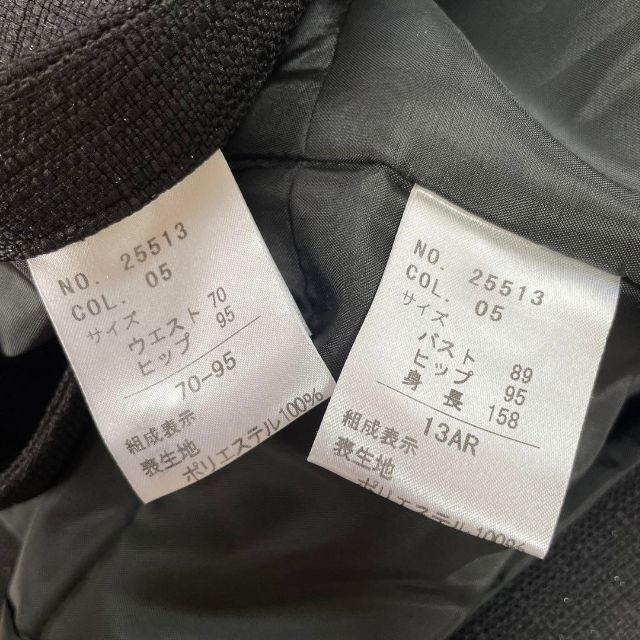 NO. 25513
COL. 05
サイズ
ウエスト 70
ヒップ 95
70-95
組成表示
表生地
ポリエステル100%
NO. 25513
COL. 05
サイズ
バスト 89
ヒップ 95
身長 158
13AR
組成表示
表生地
ポリエステル100%